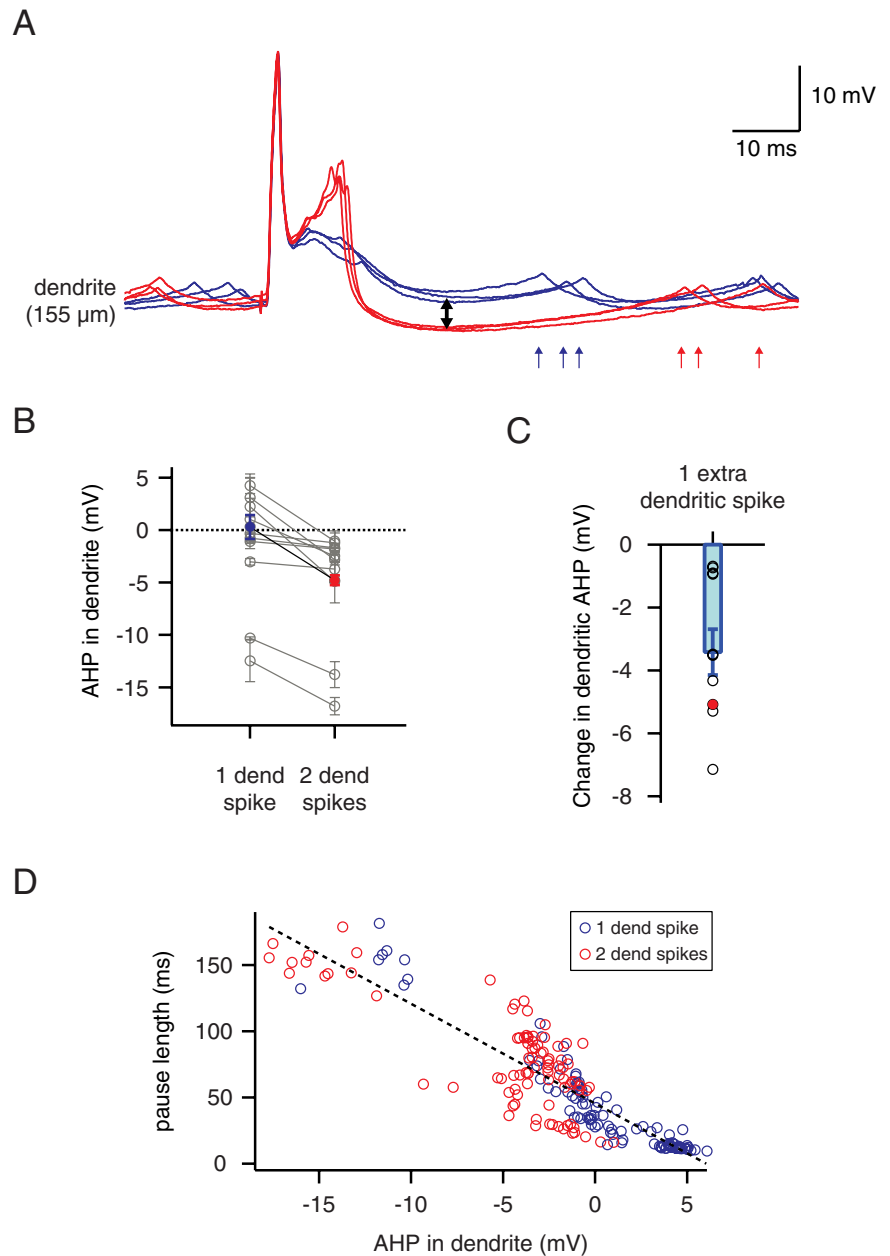 A
10 mV
10 ms
dendrite
(155 µm)
B
AHP in dendrite (mV)
5
0
-5
-10
-15
1 dend
spike
2 dend
spikes
C
1 extra
dendritic spike
Change in dendritic AHP (mV)
0
-2
-4
-6
-8
D
pause length (ms)
150
100
50
0
-15
-10
-5
0
5
AHP in dendrite (mV)
1 dend spike
2 dend spikes